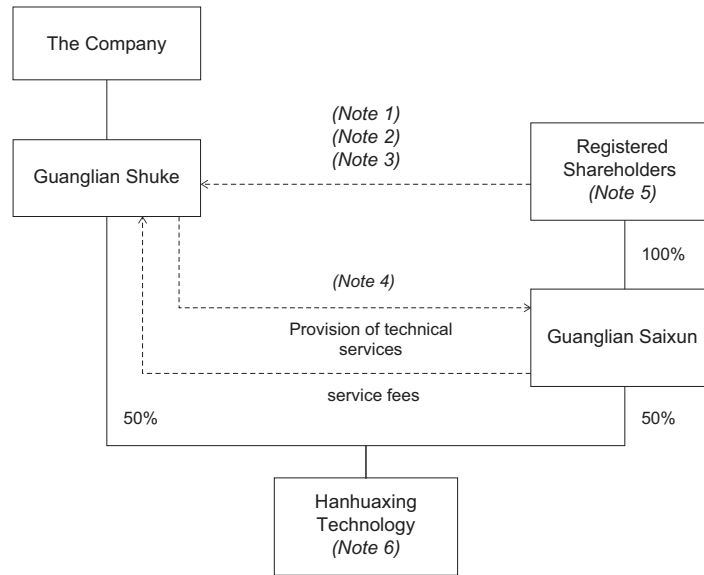 The Company
(Note 1)
(Note 2)
(Note 3)
Guanglian Shuke
Registered
Shareholders
(Note 5)
100%
(Note 4)
Provision of technical
services
Guanglian Saixun
service fees
50%
50%
Hanhuaxing
Technology
(Note 6)